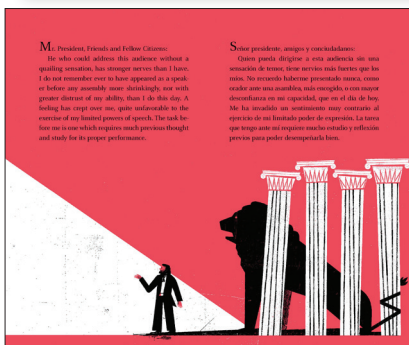 Mr. President, Friends and Fellow Citizens:
He who could address this audience without a
quailing sensation, has stronger nerves than I have.
I do not remember ever to have appeared as a speak-
er before any assembly more shrinkingly, nor with
greater distrust of my ability, than I do this day. A
feeling has crept over me, quite unfavorable to the
exercise of my limited powers of speech. The task be-
fore me is one which requires much previous thought
and study for its proper performance.
Señor presidente, amigos y conciudadanos:
Quien pueda dirigirse a esta audiencia sin una
sensación de temor, tiene nervios más fuertes que los
míos. No recuerdo haberme presentado nunca, como
orador ante una asamblea, más encogido, o con mayor
desconfianza en mi capacidad, que en el día de hoy.
Me ha invadido un sentimiento muy contrario al
ejercicio de mi limitado poder de expresión. La tarea
que tengo ante mí requiere mucho estudio y reflexión
previos para poder desempeñarla bien.